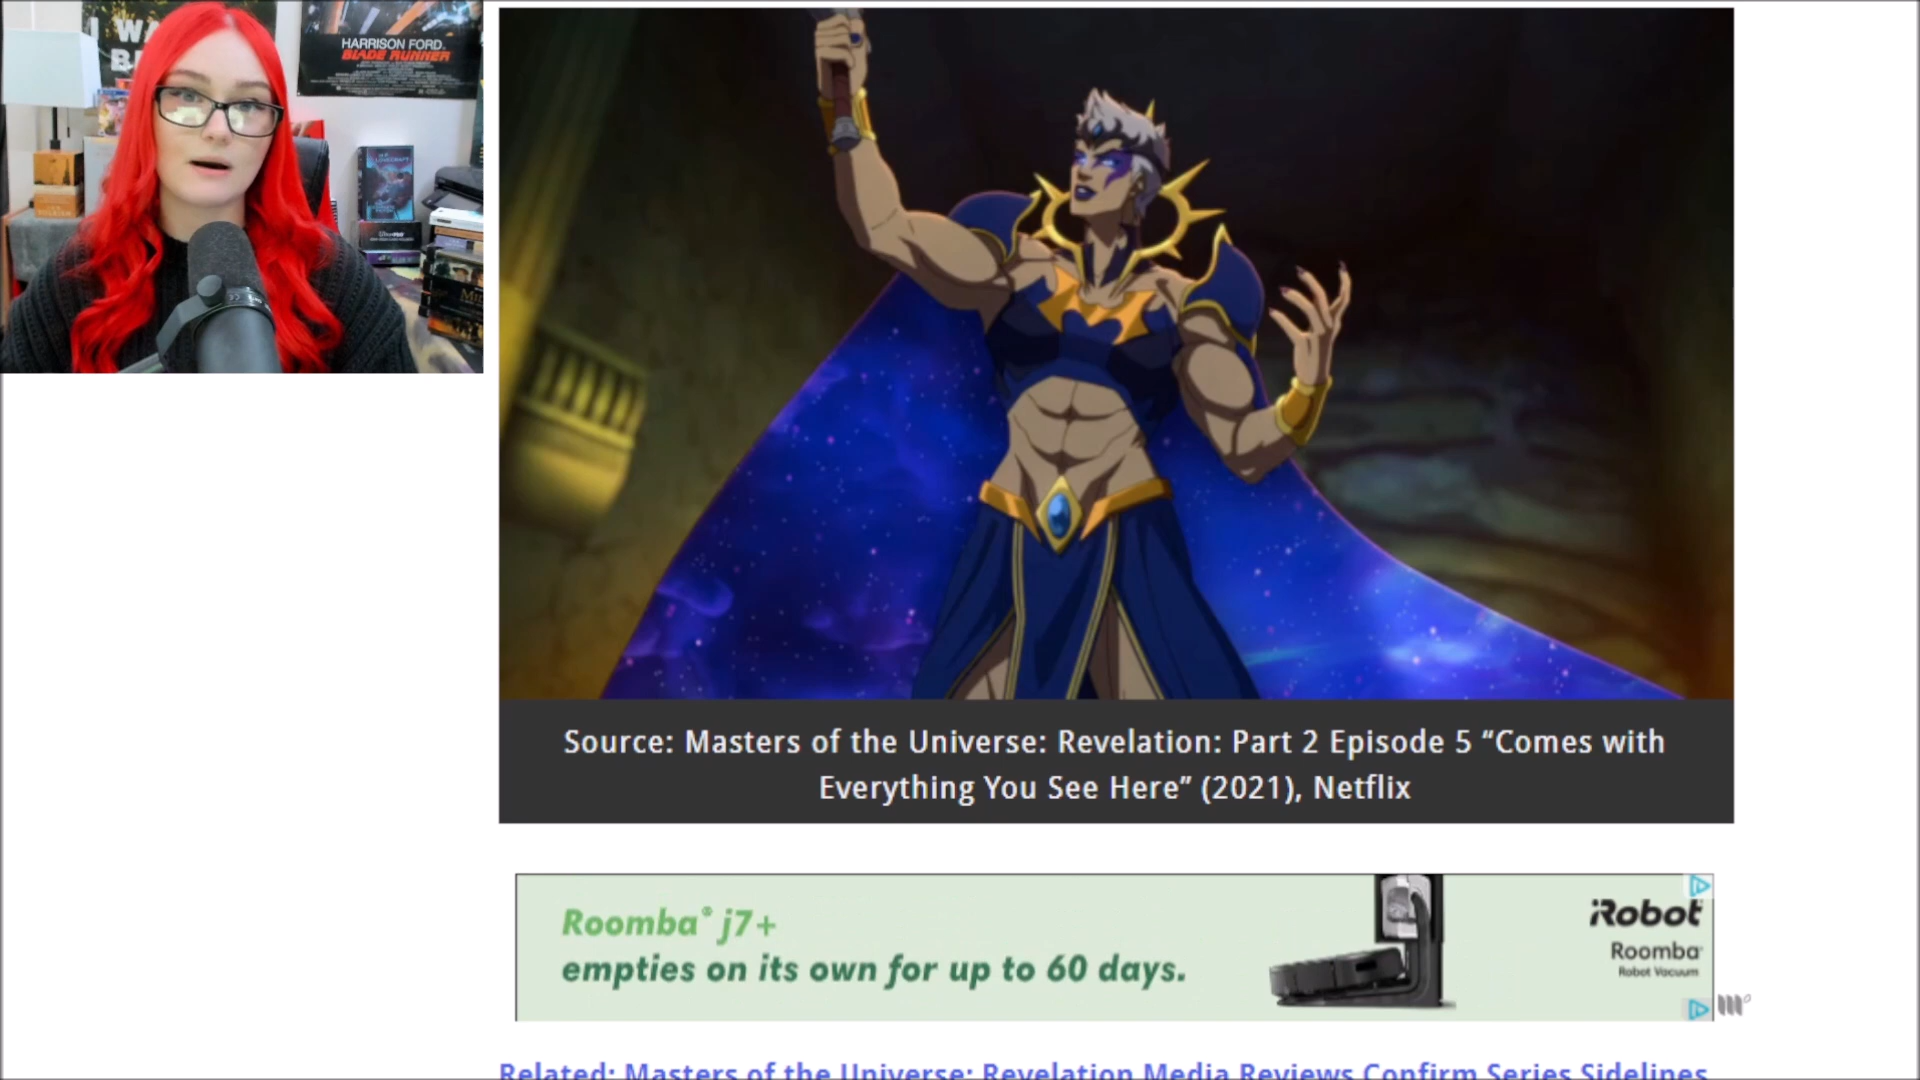 HARRISON FORD
BLADE RUNNER
Source: Masters of the Universe: Revelation: Part 2 Episode 5 “Comes with
Everything You See Here” (2021), Netflix
Roomba® j7+
empties on its own for up to 60 days.
iRobot
Roomba®
Robot Vacuum
Related: Masters of the Universe: Revelation Media Reviews Confirm Series Sidelines